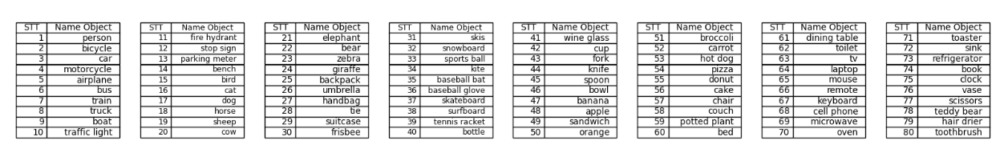 STT Name Object
1 person
2 bicycle
3 car
4 motorcycle
5 airplane
6 bus
7 train
8 truck
9 boat
10 traffic light
STT Name Object
11 fire hydrant
12 stop sign
13 parking meter
14 bench
15 bird
16 cat
17 dog
18 horse
19 sheep
20 cow
STT Name Object
21 elephant
22 bear
23 zebra
24 giraffe
25 backpack
26 umbrella
27 handbag
28 tie
29 suitcase
30 frisbee
STT Name Object
31 skis
32 snowboard
33 sports ball
34 kite
35 baseball bat
36 baseball glove
37 skateboard
38 surfboard
39 tennis racket
40 bottle
STT Name Object
41 wine glass
42 cup
43 fork
44 knife
45 spoon
46 bowl
47 banana
48 apple
49 sandwich
50 orange
STT Name Object
51 broccoli
52 carrot
53 hot dog
54 pizza
55 donut
56 cake
57 chair
58 couch
59 potted plant
60 bed
STT Name Object
61 dining table
62 toilet
63 tv
64 laptop
65 mouse
66 remote
67 keyboard
68 cell phone
69 microwave
70 oven
STT Name Object
71 toaster
72 sink
73 refrigerator
74 book
75 clock
76 vase
77 scissors
78 teddy bear
79 hair drier
80 toothbrush